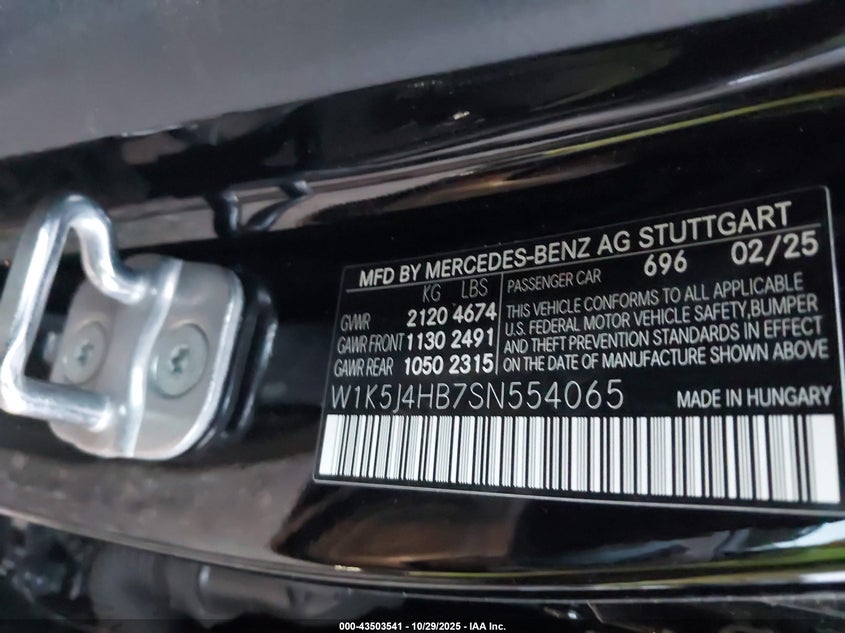 MFD BY MERCEDES-BENZ AG STUTTGART
KG LBS
GVWR 2120 4674
GAWR FRONT 1130 2491
GAWR REAR 1050 2315
PASSENGER CAR 696 02/25
THIS VEHICLE CONFORMS TO ALL APPLICABLE
U.S. FEDERAL MOTOR VEHICLE SAFETY, BUMPER
AND THEFT PREVENTION STANDARDS IN EFFECT
ON THE DATE OF MANUFACTURE SHOWN ABOVE
W1K5J4HB7SN554065 MADE IN HUNGARY
000-43503541 - 10/29/2025 - IAA Inc.